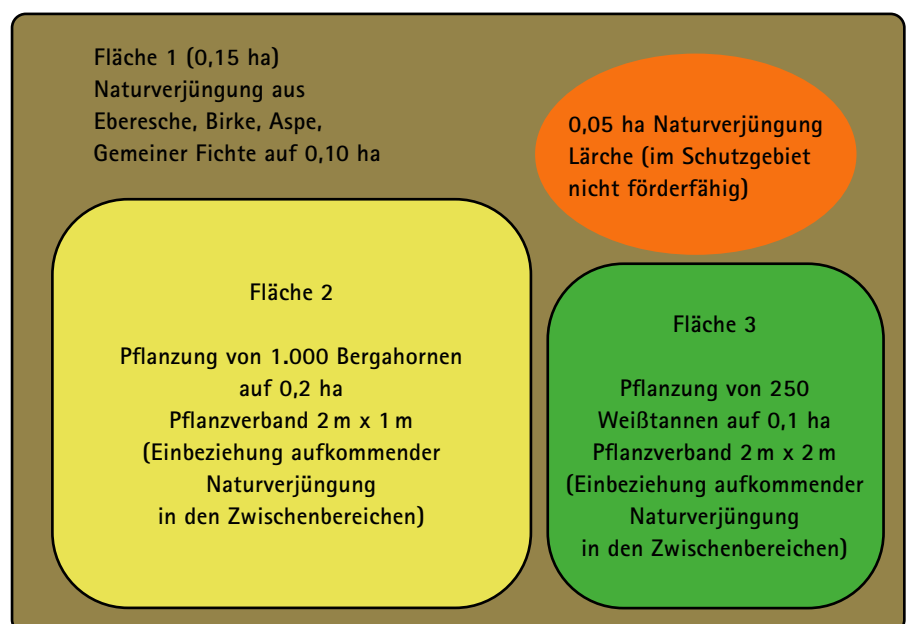 Fläche 1 (0,15 ha)
Naturverjüngung aus
Eberesche, Birke, Aspe,
Gemeiner Fichte auf 0,10 ha
0,05 ha Naturverjüngung
Lärche (im Schutzgebiet
nicht förderfähig)
Fläche 2
Pflanzung von 1.000 Bergahornen
auf 0,2 ha
Pflanzverband 2 m x 1 m
(Einbeziehung aufkommender
Naturverjüngung
in den Zwischenbereichen)
Fläche 3
Pflanzung von 250
Weißtannen auf 0,1 ha
Pflanzverband 2 m x 2 m
(Einbeziehung aufkommender
Naturverjüngung
in den Zwischenbereichen)